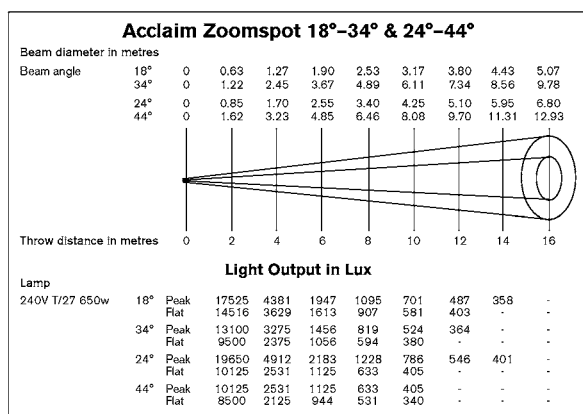 Acclaim Zoomspot 18°–34° & 24°–44°
Beam diameter in metres
Beam angle 18° 0 0.63 1.27 1.90 2.53 3.17 3.80 4.43 5.07
34° 0 1.22 2.45 3.67 4.89 6.11 7.34 8.56 9.78
24° 0 0.85 1.70 2.55 3.40 4.25 5.10 5.95 6.80
44° 0 1.62 3.23 4.85 6.46 8.08 9.70 11.31 12.93
Throw distance in metres 0 2 4 6 8 10 12 14 16
Light Output in Lux
Lamp
240V T/27 650w 18° Peak 17525 4381 1947 1095 701 487 358 -
Flat 14516 3629 1613 907 581 403 - -
34° Peak 13100 3275 1456 819 524 364 - -
Flat 9500 2375 1056 594 380 - - -
24° Peak 19650 4912 2183 1228 786 546 401 -
Flat 10125 2531 1125 633 405 - - -
44° Peak 10125 2531 1125 633 405 - - -
Flat 8500 2125 944 531 340 - - -